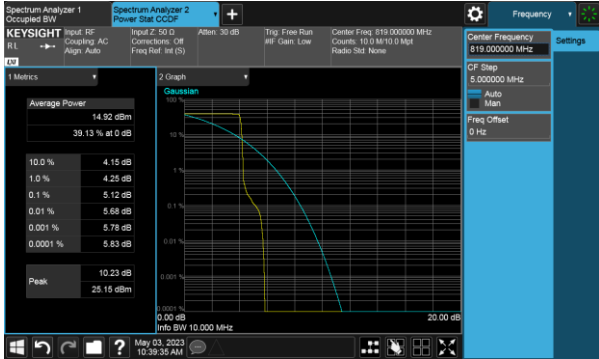 Spectrum Analyzer 1
Occupied BW
Spectrum Analyzer 2
Power Stat CCDF
Frequency
KEYSIGHT
RL
Input: RF
Coupling: AC
Align: Auto
Input Z: 50 Ω
Corrections: Off
Freq Ref: Int (S)
Atten: 30 dB
Trig: Free Run
#IF Gain: Low
Center Freq: 819.000000 MHz
Counts: 10.0 M/10.0 Mpt
Radio Std: None
Center Frequency
819.000000 MHz
Settings
CF Step
5.000000 MHz
Auto
Man
Freq Offset
0 Hz
1 Metrics
Average Power
14.92 dBm
39.13 % at 0 dB
10.0 % 4.15 dB
1.0 % 4.25 dB
0.1 % 5.12 dB
0.01 % 5.68 dB
0.001 % 5.78 dB
0.0001 % 5.83 dB
Peak
10.23 dB
25.15 dBm
2 Graph
Gaussian
100 %
10 %
1 %
0.1 %
0.01 %
0.001 %
0.0001 %
0.00 dB
20.00 dB
Info BW 10.000 MHz
May 03, 2023
10:39:35 AM